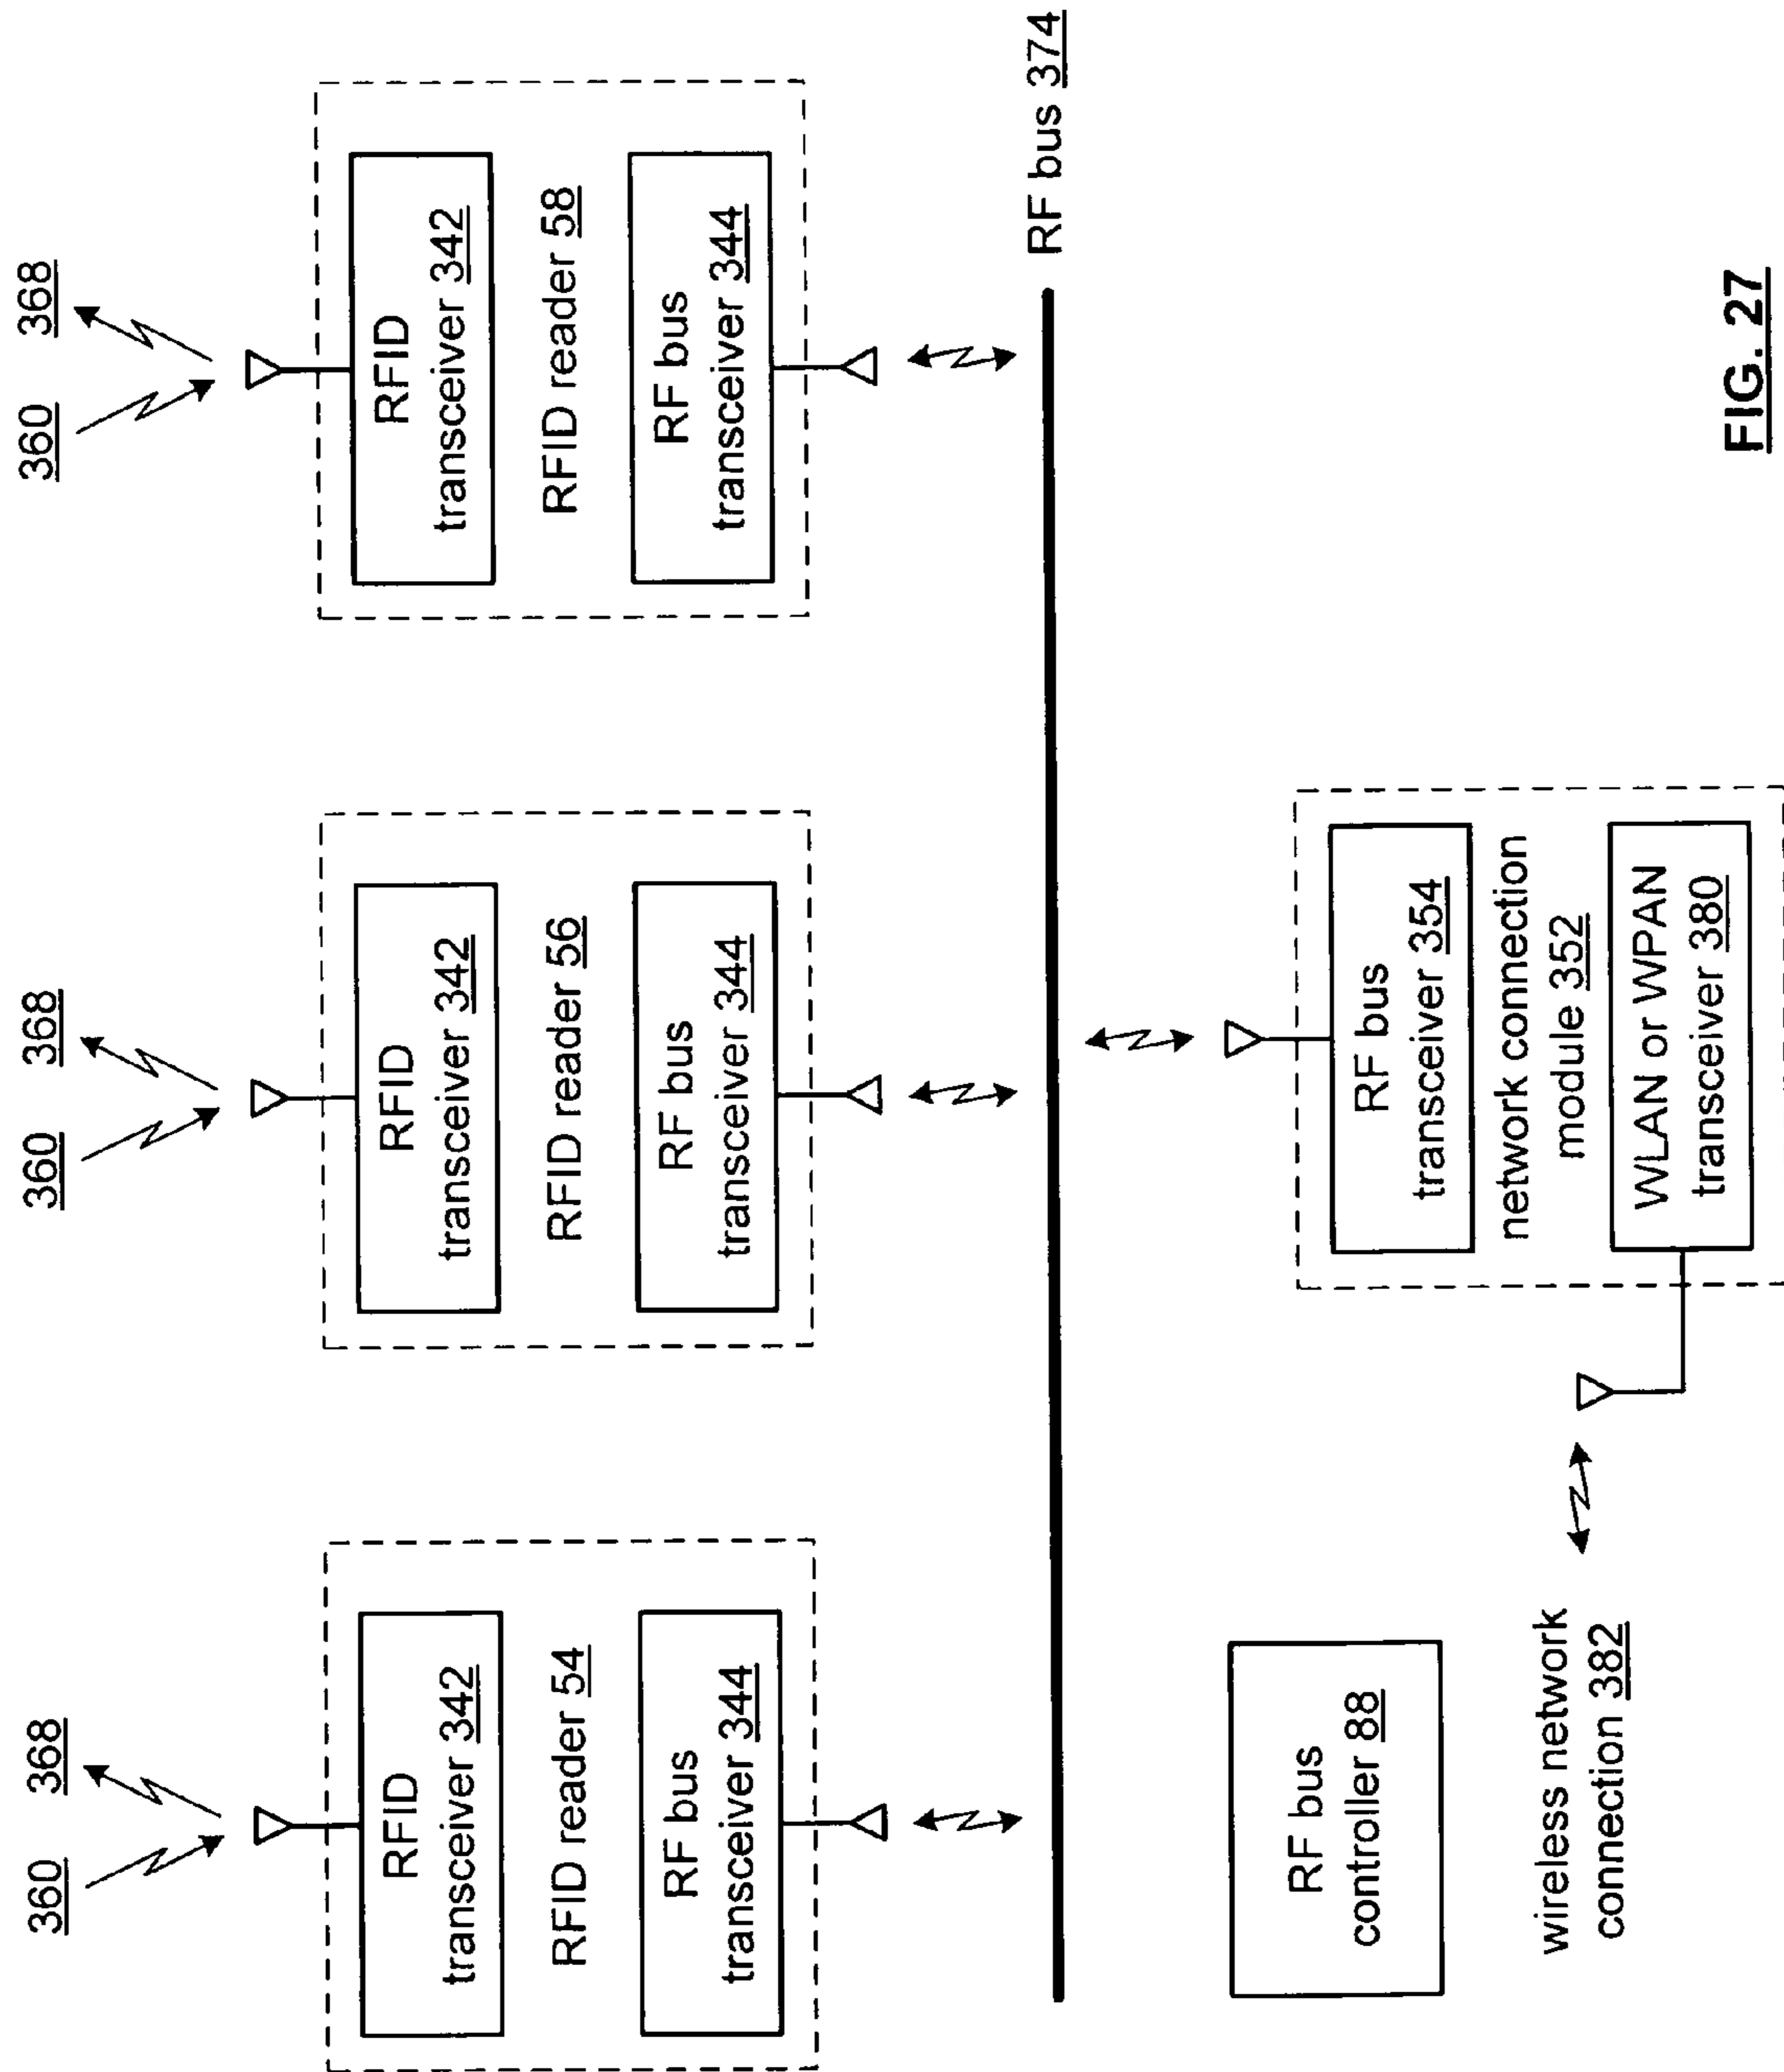 360 368
360 368
360 368
RFID
transceiver 342
RFID reader 54
RF bus
transceiver 344
RFID
transceiver 342
RFID reader 56
RF bus
transceiver 344
RFID
transceiver 342
RFID reader 58
RF bus
transceiver 344
RF bus 374
RF bus
controller 88
wireless network
connection 382
RF bus
transceiver 354
network connection
module 352
WLAN or WPAN
transceiver 380
FIG. 27